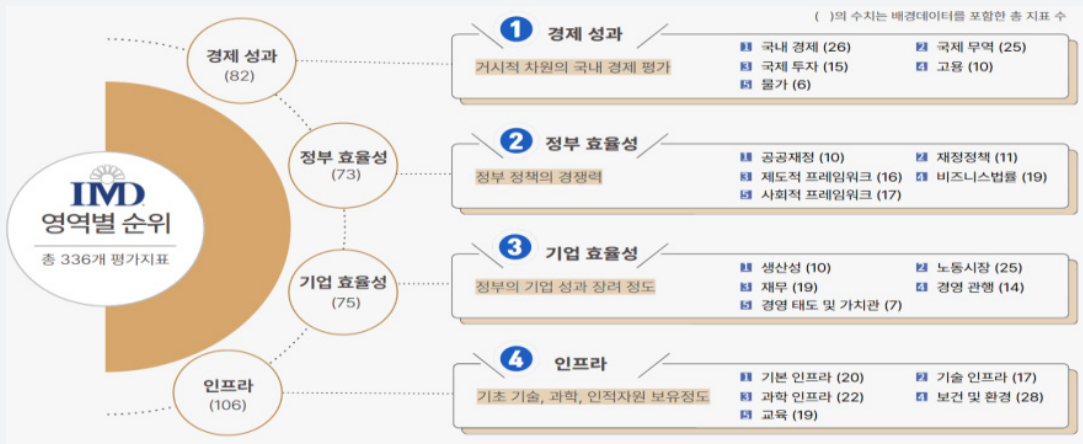 ( )의 수치는 배경데이터를 포함한 총 지표 수
IMD
영역별 순위
총 336개 평가지표
경제 성과
(82)
정부 효율성
(73)
기업 효율성
(75)
인프라
(106)
1 경제 성과
거시적 차원의 국내 경제 평가
1 국내 경제 (26) 2 국제 무역 (25)
3 국제 투자 (15) 4 고용 (10)
5 물가 (6)
2 정부 효율성
정부 정책의 경쟁력
1 공공재정 (10) 2 재정정책 (11)
3 제도적 프레임워크 (16) 4 비즈니스법률 (19)
5 사회적 프레임워크 (17)
3 기업 효율성
정부의 기업 성과 장려 정도
1 생산성 (10) 2 노동시장 (25)
3 재무 (19) 4 경영 관행 (14)
5 경영 태도 및 가치관 (7)
4 인프라
기초 기술, 과학, 인적자원 보유정도
1 기본 인프라 (20) 2 기술 인프라 (17)
3 과학 인프라 (22) 4 보건 및 환경 (28)
5 교육 (19)